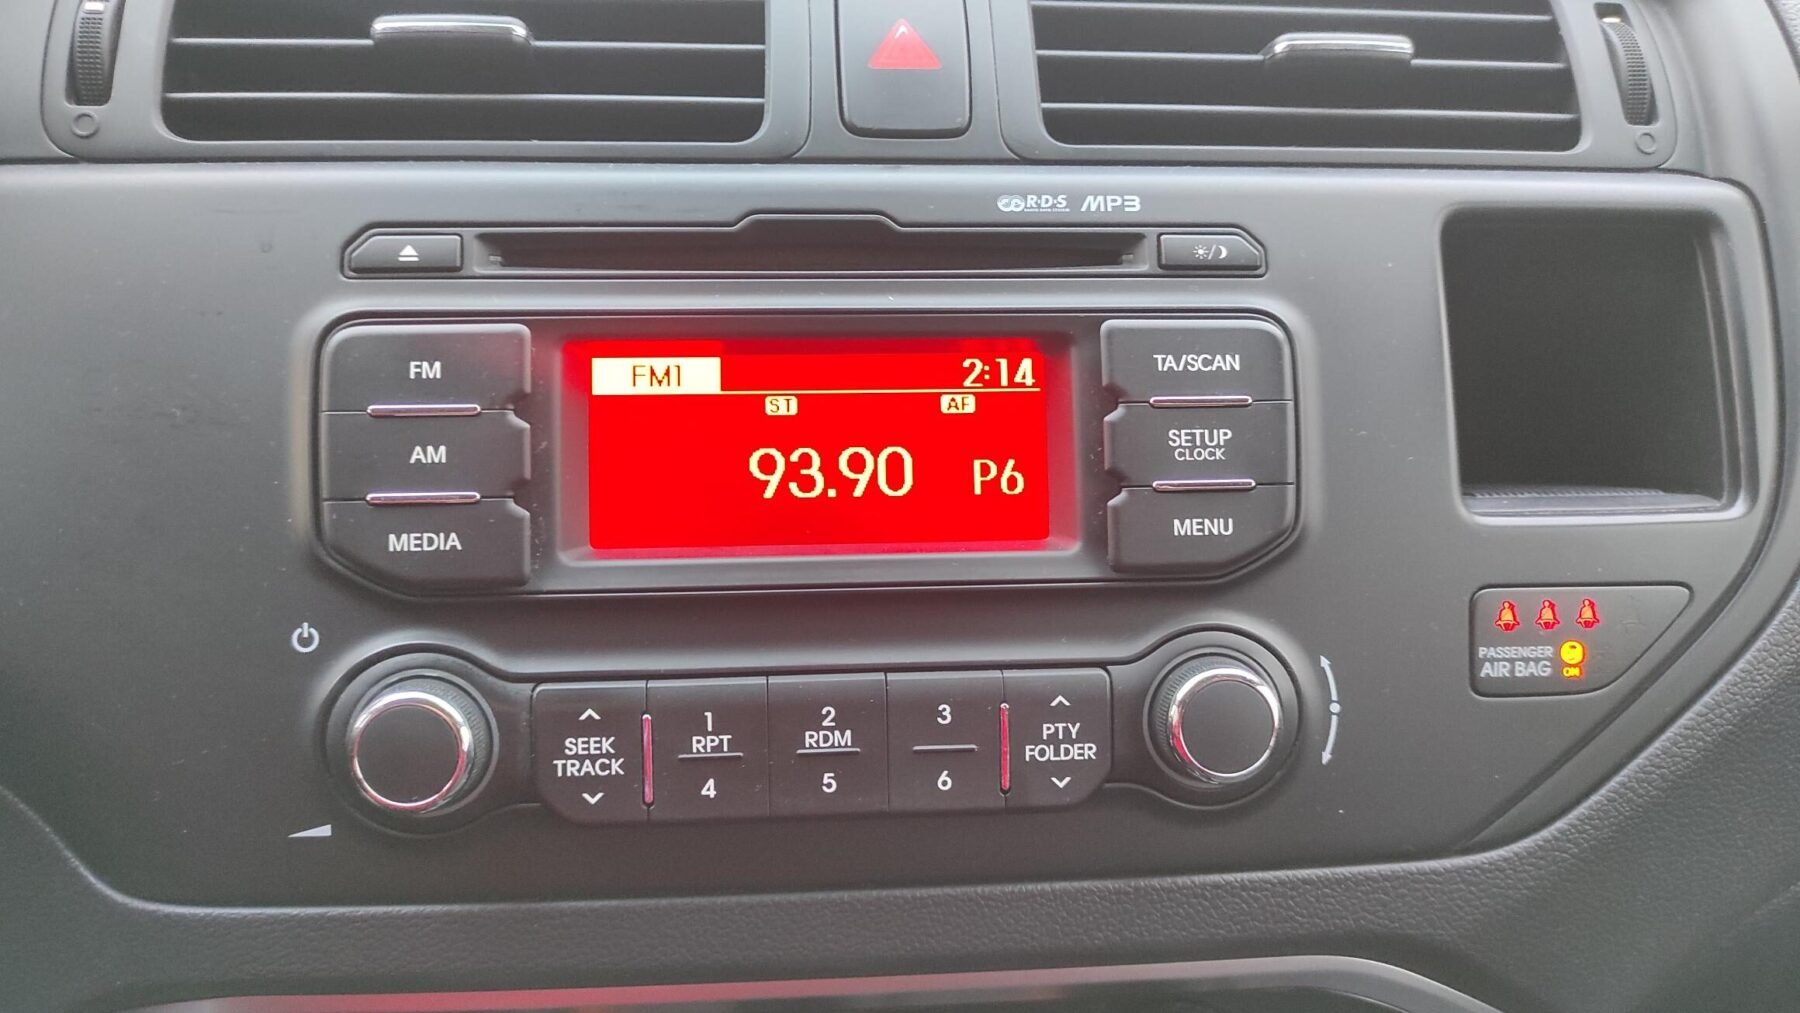 R·D·S MP3
FM
AM
MEDIA
FM1 2:14
ST AF
93.90 P6
TA/SCAN
SETUP
CLOCK
MENU
SEEK
TRACK
1
RPT
4
2
RDM
5
3
6
PTY
FOLDER
PASSENGER
AIR BAG ON